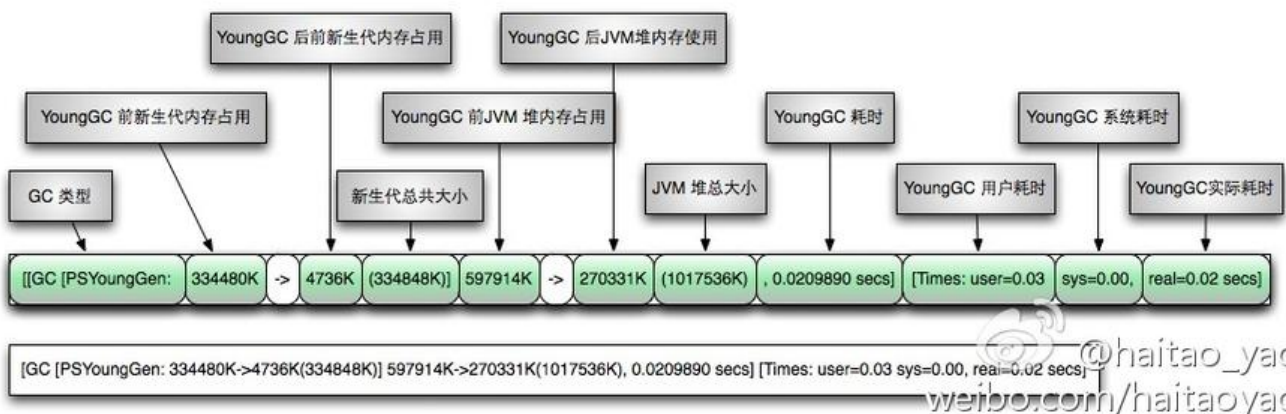 YoungGC 后前新生代内存占用
YoungGC 后JVM堆内存使用
YoungGC 前新生代内存占用
YoungGC 前JVM 堆内存占用
YoungGC 耗时
YoungGC 系统耗时
GC 类型
新生代总共大小
JVM 堆总大小
YoungGC 用户耗时
YoungGC实际耗时
[[GC [PSYoungGen: 334480K -> 4736K (334848K)] 597914K -> 270331K (1017536K) , 0.0209890 secs] [Times: user=0.03 sys=0.00, real=0.02 secs]
[GC [PSYoungGen: 334480K->4736K(334848K)] 597914K->270331K(1017536K), 0.0209890 secs] [Times: user=0.03 sys=0.00, real=0.02 secs]
@haitao_yao
weibo.com/haitaoyao